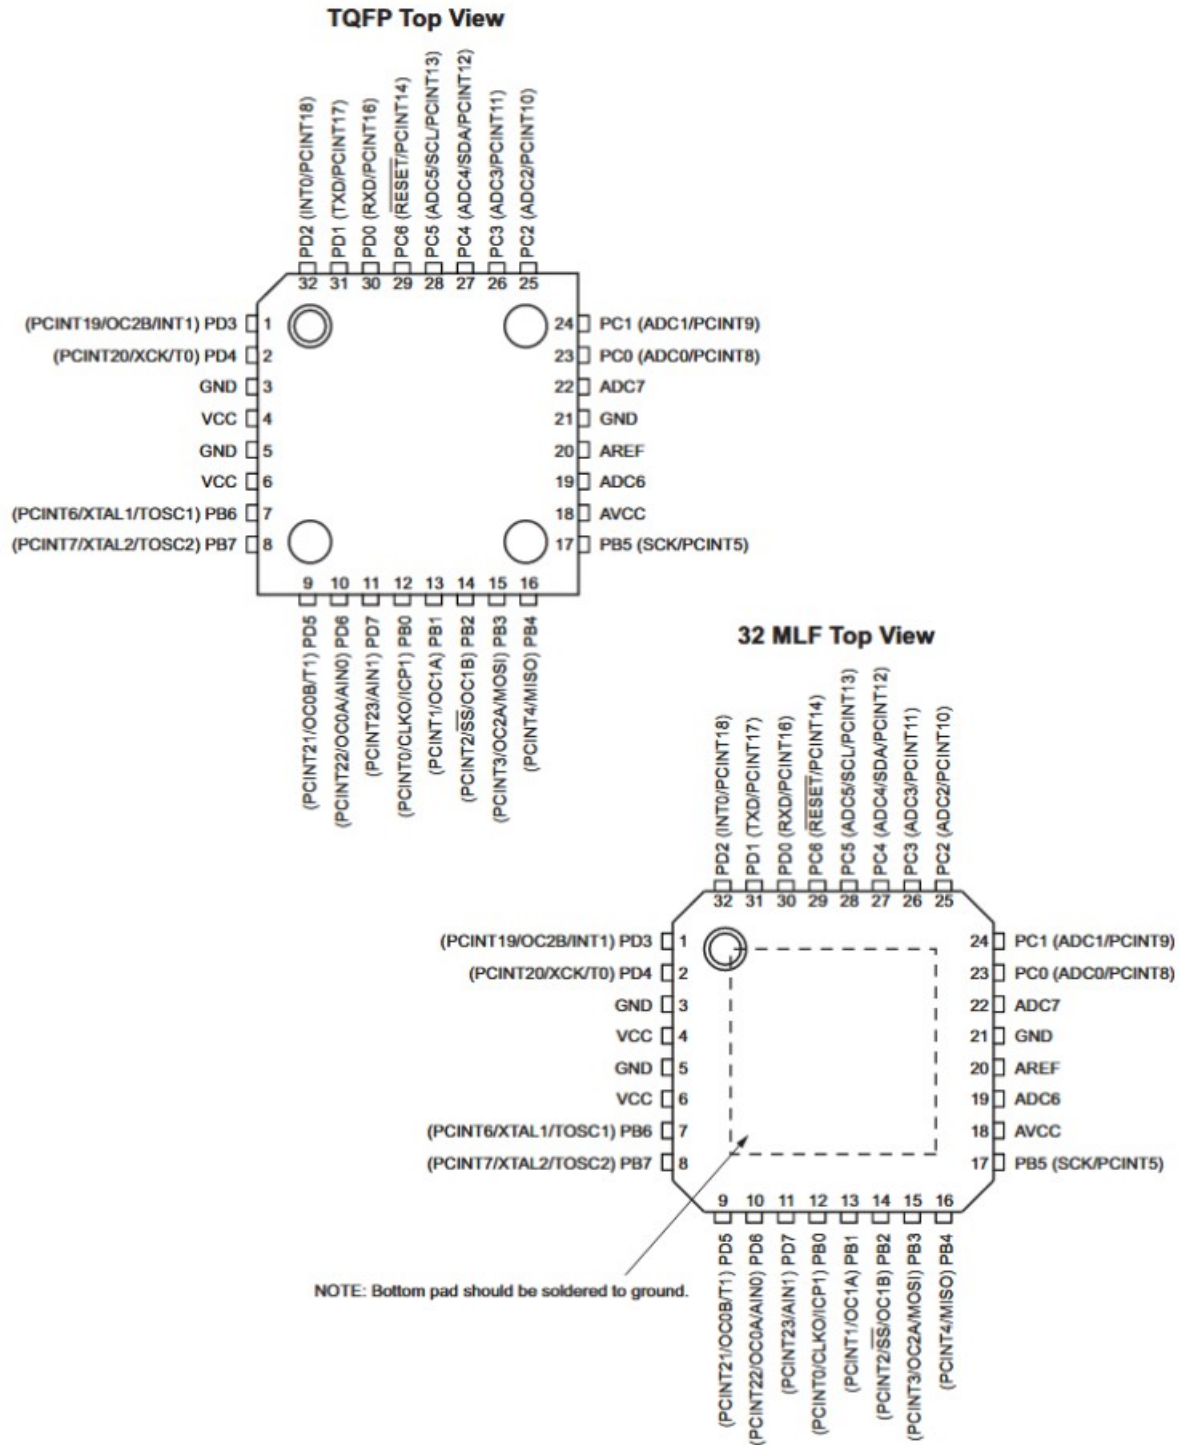 TQFP Top View
PD2 (INT0/PCINT18)
PD1 (TXD/PCINT17)
PD0 (RXD/PCINT16)
PC6 (RESET/PCINT14)
PC5 (ADC5/SCL/PCINT13)
PC4 (ADC4/SDA/PCINT12)
PC3 (ADC3/PCINT11)
PC2 (ADC2/PCINT10)
32 31 30 29 28 27 26 25
(PCINT19/OC2B/INT1) PD3 1
(PCINT20/XCK/T0) PD4 2
GND 3
VCC 4
GND 5
VCC 6
(PCINT6/XTAL1/TOSC1) PB6 7
(PCINT7/XTAL2/TOSC2) PB7 8
24 PC1 (ADC1/PCINT9)
23 PC0 (ADC0/PCINT8)
22 ADC7
21 GND
20 AREF
19 ADC6
18 AVCC
17 PB5 (SCK/PCINT5)
9 10 11 12 13 14 15 16
(PCINT21/OC0B/T1) PD5
(PCINT22/OC0A/AIN0) PD6
(PCINT23/AIN1) PD7
(PCINT0/CLKO/ICP1) PB0
(PCINT1/OC1A) PB1
(PCINT2/SS/OC1B) PB2
(PCINT3/OC2A/MOSI) PB3
(PCINT4/MISO) PB4
32 MLF Top View
PD2 (INT0/PCINT18)
PD1 (TXD/PCINT17)
PD0 (RXD/PCINT16)
PC6 (RESET/PCINT14)
PC5 (ADC5/SCL/PCINT13)
PC4 (ADC4/SDA/PCINT12)
PC3 (ADC3/PCINT11)
PC2 (ADC2/PCINT10)
32 31 30 29 28 27 26 25
(PCINT19/OC2B/INT1) PD3 1
(PCINT20/XCK/T0) PD4 2
GND 3
VCC 4
GND 5
VCC 6
(PCINT6/XTAL1/TOSC1) PB6 7
(PCINT7/XTAL2/TOSC2) PB7 8
24 PC1 (ADC1/PCINT9)
23 PC0 (ADC0/PCINT8)
22 ADC7
21 GND
20 AREF
19 ADC6
18 AVCC
17 PB5 (SCK/PCINT5)
9 10 11 12 13 14 15 16
(PCINT21/OC0B/T1) PD5
(PCINT22/OC0A/AIN0) PD6
(PCINT23/AIN1) PD7
(PCINT0/CLKO/ICP1) PB0
(PCINT1/OC1A) PB1
(PCINT2/SS/OC1B) PB2
(PCINT3/OC2A/MOSI) PB3
(PCINT4/MISO) PB4
NOTE: Bottom pad should be soldered to ground.